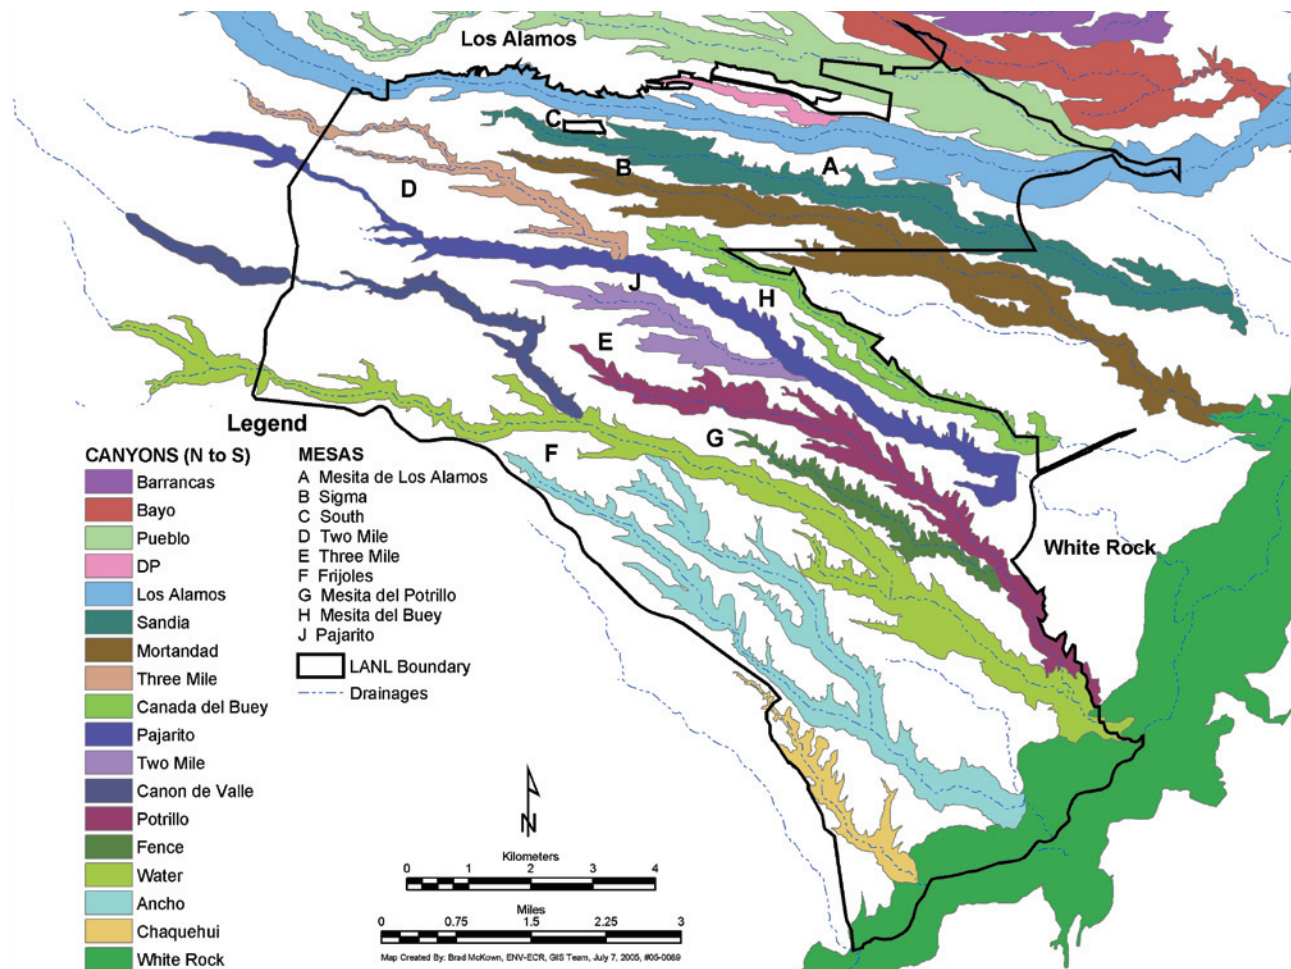 Los Alamos
C
B
A
D
J
H
E
G
F
White Rock
Legend
CANYONS (N to S)
Barrancas
Bayo
Pueblo
DP
Los Alamos
Sandia
Mortandad
Three Mile
Canada del Buey
Pajarito
Two Mile
Canon de Valle
Potrillo
Fence
Water
Ancho
Chaquehui
White Rock
MESAS
A Mesita de Los Alamos
B Sigma
C South
D Two Mile
E Three Mile
F Frijoles
G Mesita del Potrillo
H Mesita del Buey
J Pajarito
LANL Boundary
Drainages
N
Kilometers
0 1 2 3 4
Miles
0 0.75 1.5 2.25 3
Map Created By: Brad McKown, ENV-ECR, GIS Team, July 7, 2005, #05-0089